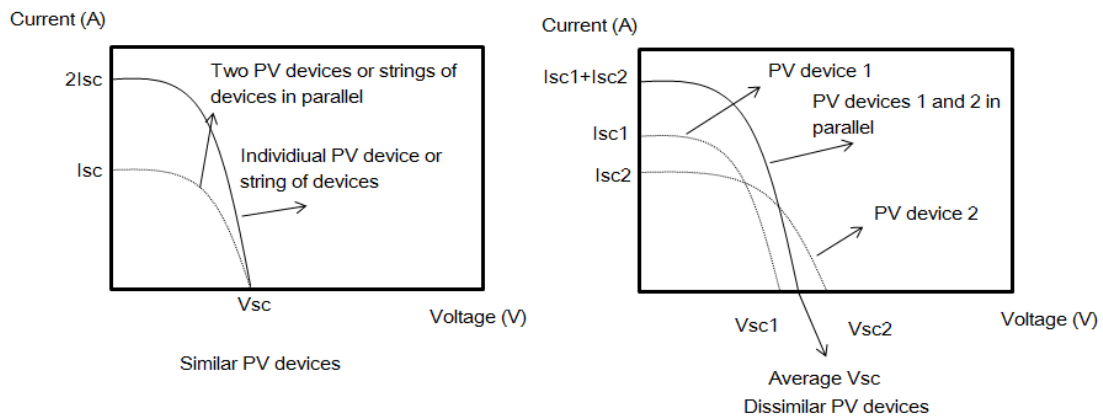 Current (A)
2Isc
Isc
Two PV devices or strings of
devices in parallel
Individiual PV device or
string of devices
Vsc
Voltage (V)
Similar PV devices
Current (A)
Isc1+Isc2
Isc1
Isc2
PV device 1
PV devices 1 and 2 in
parallel
PV device 2
Vsc1
Vsc2
Voltage (V)
Average Vsc
Dissimilar PV devices